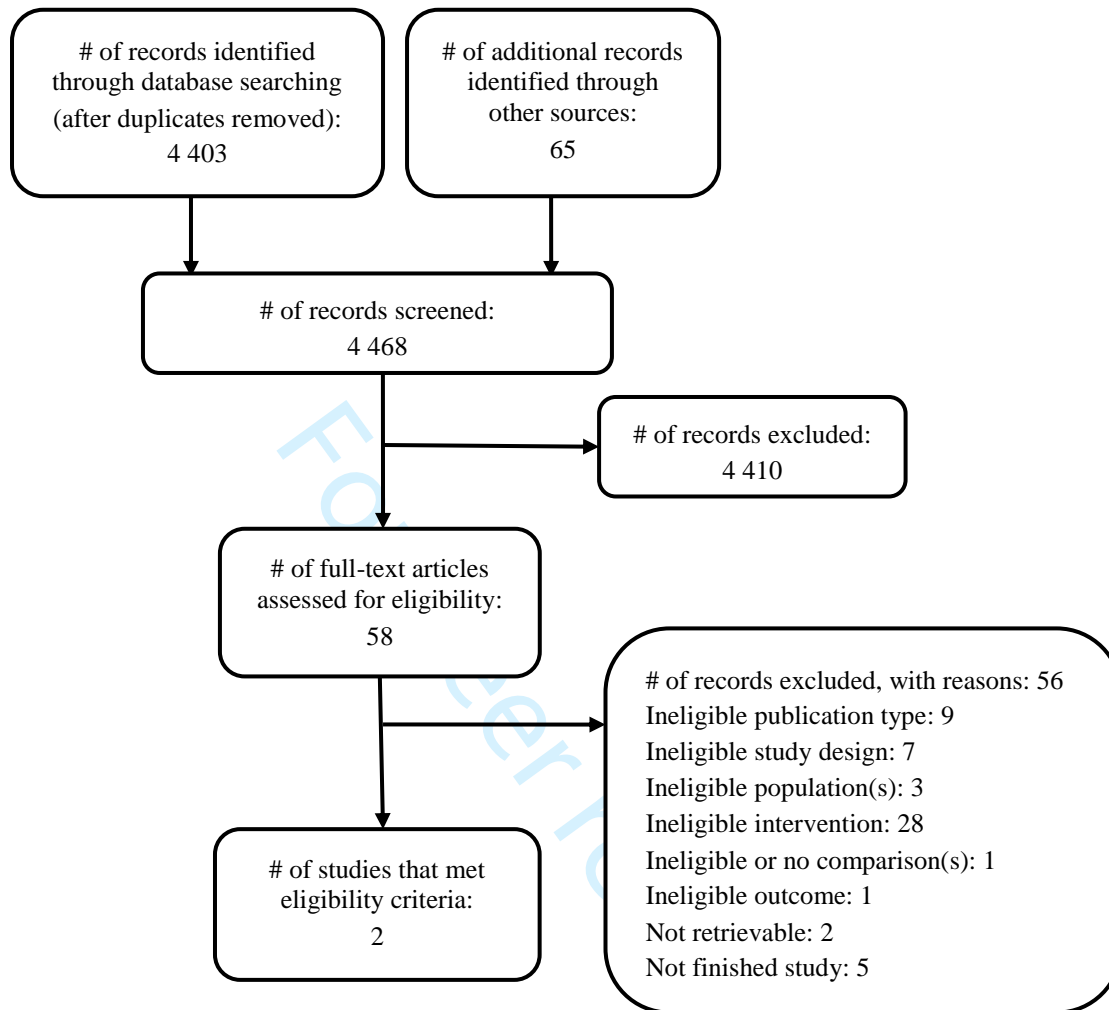 # of records identified
through database searching
(after duplicates removed):
4 403
# of additional records
identified through
other sources:
65
# of records screened:
4 468
# of records excluded:
4 410
# of full-text articles
assessed for eligibility:
58
# of records excluded, with reasons: 56
Ineligible publication type: 9
Ineligible study design: 7
Ineligible population(s): 3
Ineligible intervention: 28
Ineligible or no comparison(s): 1
Ineligible outcome: 1
Not retrievable: 2
Not finished study: 5
# of studies that met
eligibility criteria:
2